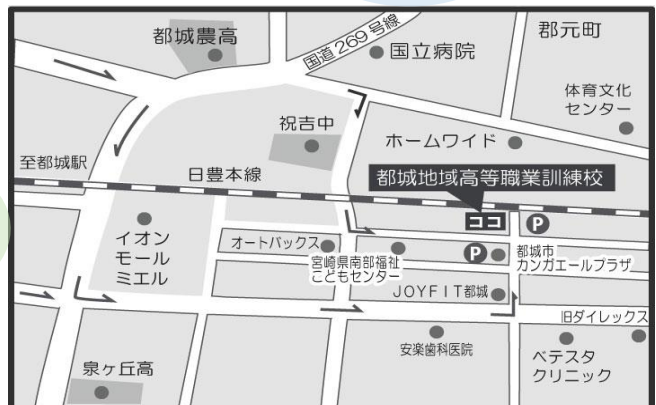 都城農高
国道269号線
国立病院
郡元町
体育文化
センター
祝吉中
ホームワイド
至都城駅
日豊本線
都城地域高等職業訓練校
ココ
P
イオン
モール
ミエル
オートバックス
宮崎県南部福祉
こどもセンター
P
都城市
カンガエールプラザ
JOYFIT都城
旧ダイレックス
安楽歯科医院
ベテスタ
クリニック
泉ヶ丘高